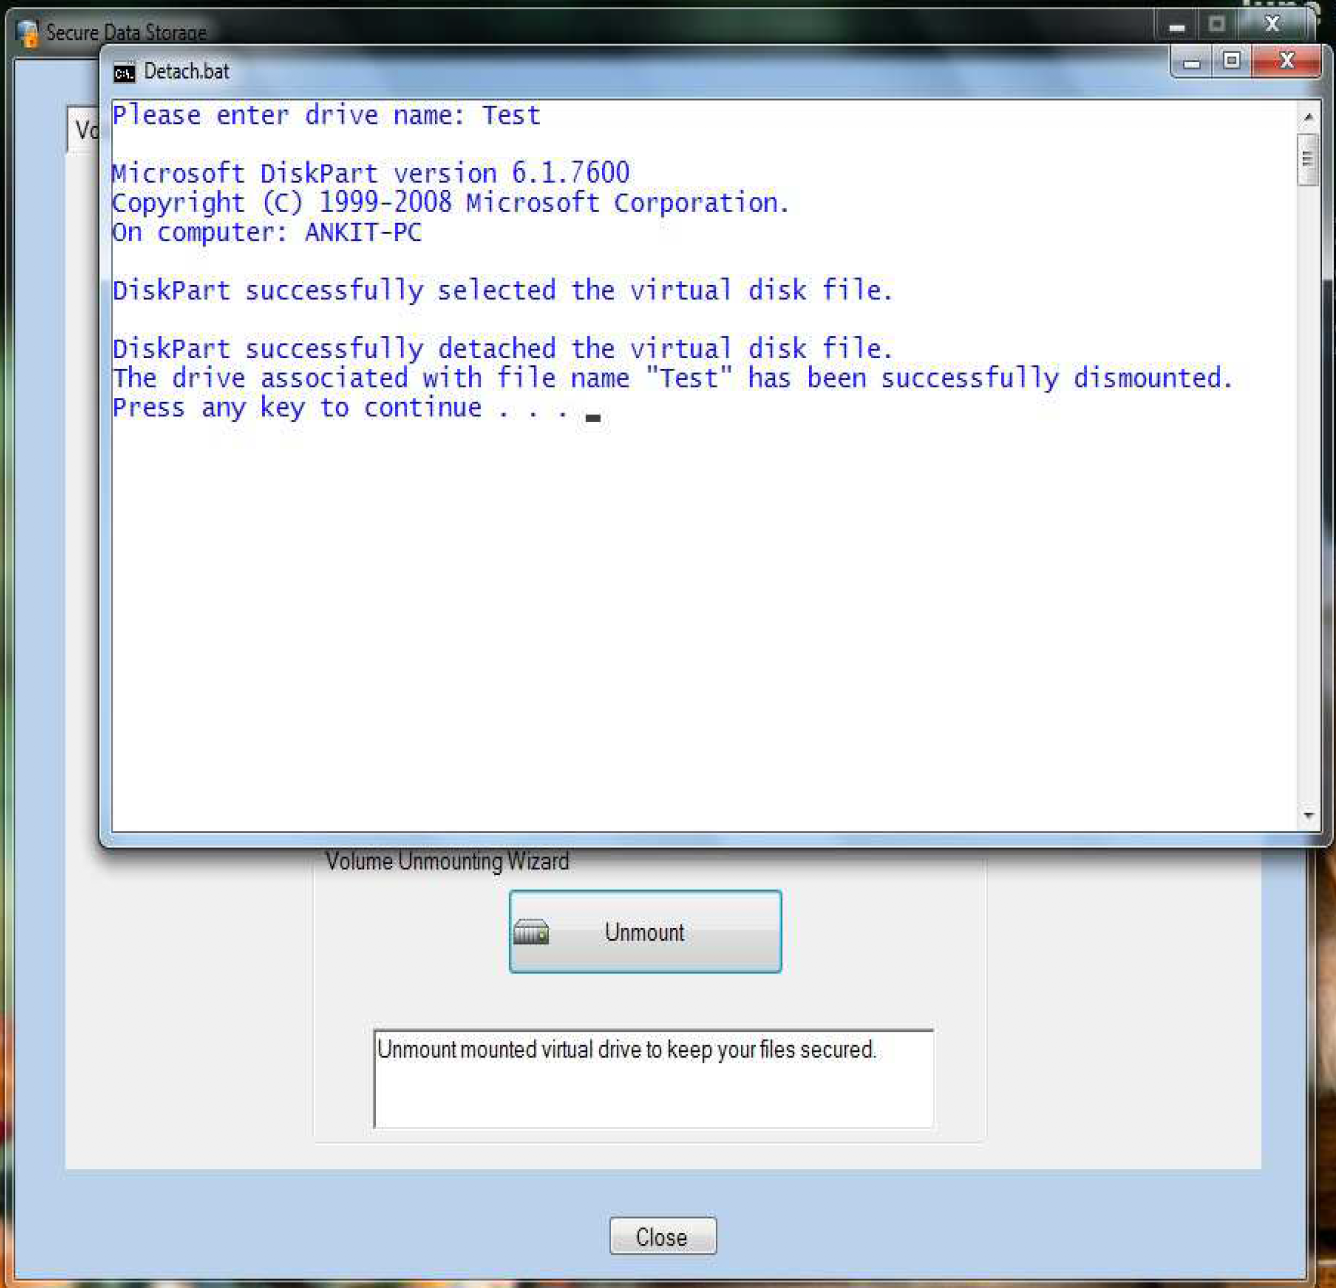 Secure Data Storage
Detach.bat
Please enter drive name: Test
Microsoft DiskPart version 6.1.7600
Copyright (C) 1999-2008 Microsoft Corporation.
On computer: ANKIT-PC
DiskPart successfully selected the virtual disk file.
DiskPart successfully detached the virtual disk file.
The drive associated with file name "Test" has been successfully dismounted.
Press any key to continue . . .
Volume Unmounting Wizard
Unmount
Unmount mounted virtual drive to keep your files secured.
Close